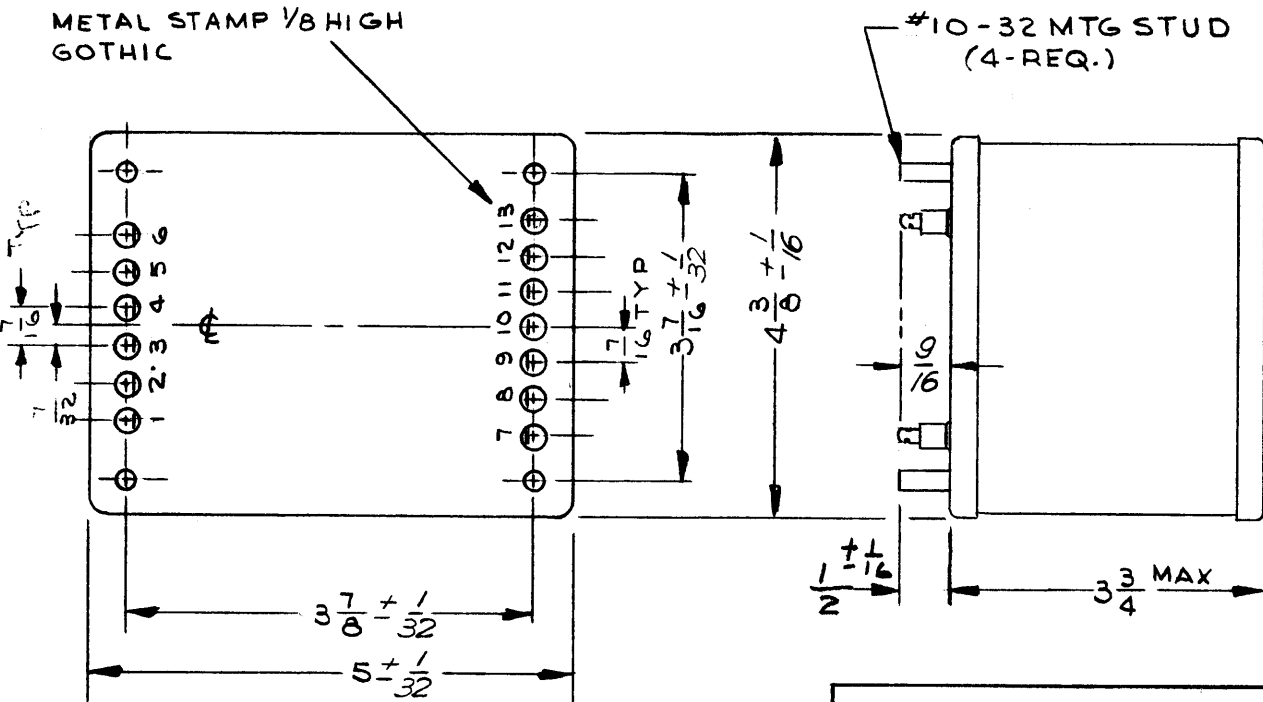 METAL STAMP 1/8 HIGH
GOTHIC
#10-32 MTG STUD
(4-REQ.)
TYP
7/16
7/32
6
5
4
3
2
1
℄
13
12
11
10
9
8
7
7/16 TYP
3 7/16 ± 1/32
4 3/8 ± 1/16
9/16
1/2 ± 1/16
3 3/4 MAX
3 7/8 ± 1/32
5 ± 1/32